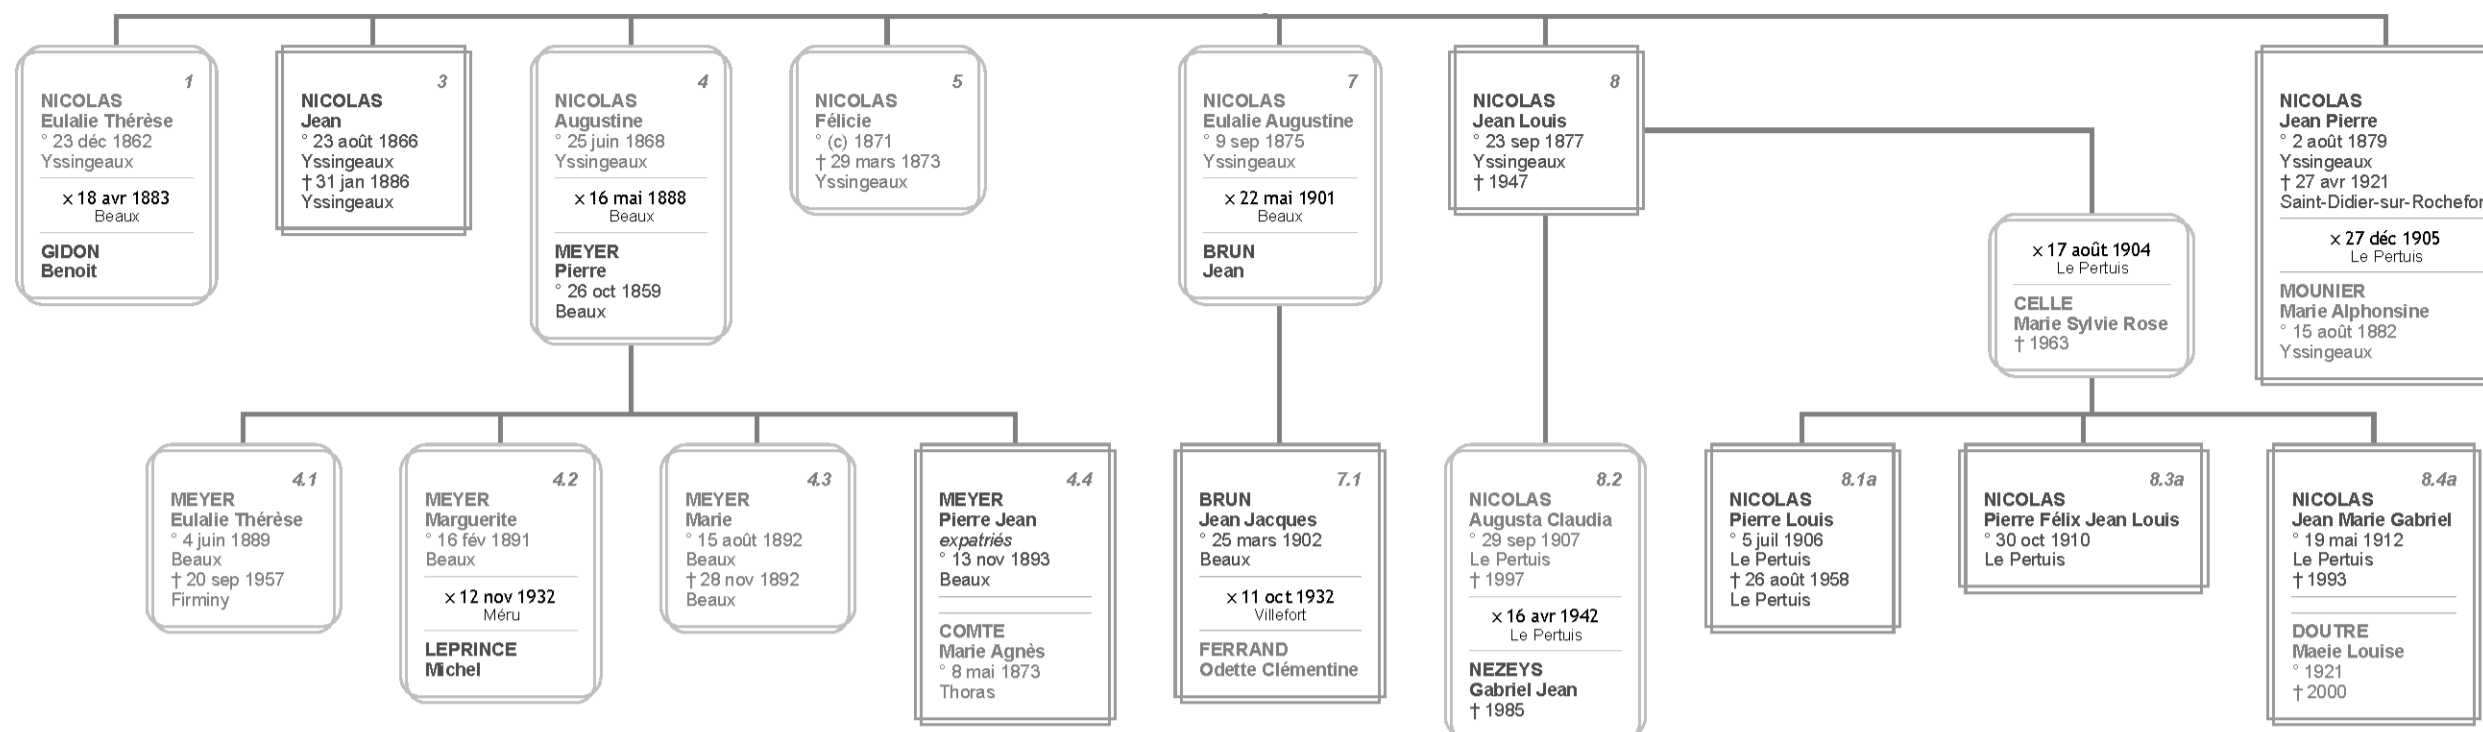 1
NICOLAS
Eulalie Thérèse
° 23 déc 1862
Yssingeaux
x 18 avr 1883
Beaux
GIDON
Benoit
3
NICOLAS
Jean
° 23 août 1866
Yssingeaux
† 31 jan 1886
Yssingeaux
4
NICOLAS
Augustine
° 25 juin 1868
Yssingeaux
x 16 mai 1888
Beaux
MEYER
Pierre
° 26 oct 1859
Beaux
5
NICOLAS
Félicie
° (c) 1871
† 29 mars 1873
Yssingeaux
7
NICOLAS
Eulalie Augustine
° 9 sep 1875
Yssingeaux
x 22 mai 1901
Beaux
BRUN
Jean
8
NICOLAS
Jean Louis
° 23 sep 1877
Yssingeaux
† 1947
x 17 août 1904
Le Pertuis
CELLE
Marie Sylvie Rose
† 1963
NICOLAS
Jean Pierre
° 2 août 1879
Yssingeaux
† 27 avr 1921
Saint-Didier-sur-Rochefor
x 27 déc 1905
Le Pertuis
MOUNIER
Marie Alphonsine
° 15 août 1882
Yssingeaux
4.1
MEYER
Eulalie Thérèse
° 4 juin 1889
Beaux
† 20 sep 1957
Firminy
4.2
MEYER
Marguerite
° 16 fév 1891
Beaux
x 12 nov 1932
Méru
LEPRINCE
Michel
4.3
MEYER
Marie
° 15 août 1892
Beaux
† 28 nov 1892
Beaux
4.4
MEYER
Pierre Jean
expatriés
° 13 nov 1893
Beaux
COMTE
Marie Agnès
° 8 mai 1873
Thoras
7.1
BRUN
Jean Jacques
° 25 mars 1902
Beaux
x 11 oct 1932
Villefort
FERRAND
Odette Clémentine
8.2
NICOLAS
Augusta Claudia
° 29 sep 1907
Le Pertuis
† 1997
x 16 avr 1942
Le Pertuis
NEZEYS
Gabriel Jean
† 1985
8.1a
NICOLAS
Pierre Louis
° 5 juil 1906
Le Pertuis
† 26 août 1958
Le Pertuis
8.3a
NICOLAS
Pierre Félix Jean Louis
° 30 oct 1910
Le Pertuis
8.4a
NICOLAS
Jean Marie Gabriel
° 19 mai 1912
Le Pertuis
† 1993
DOUTRE
Maeie Louise
° 1921
† 2000